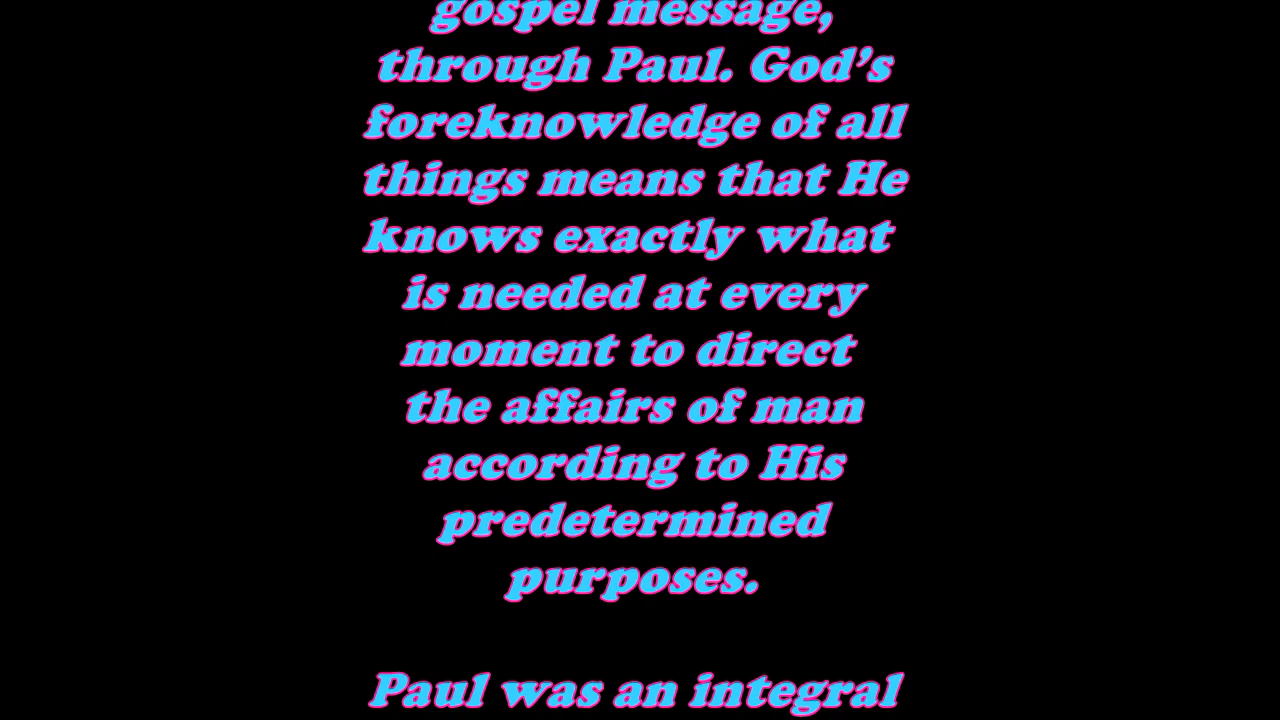 gospel message,
through Paul. God’s
foreknowledge of all
things means that He
knows exactly what
is needed at every
moment to direct
the affairs of man
according to His
predetermined
purposes.
Paul was an integral